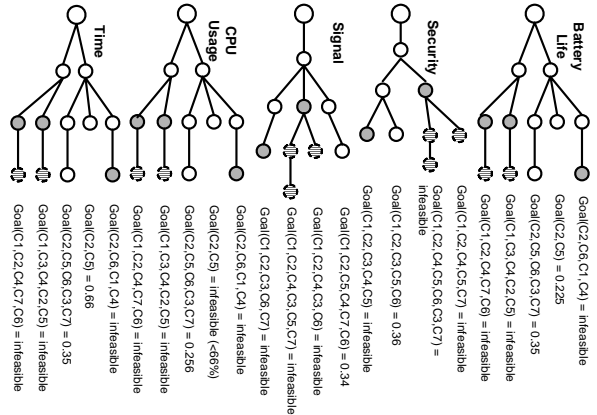 Battery
Life
Goal(C2,C6,C1,C4) = infeasible
Goal(C2,C5) = 0.225
Goal(C2,C5,C6,C3,C7) = 0.35
Goal(C1,C3,C4,C2,C5) = infeasible
Goal(C1,C2,C4,C7,C6) = infeasible
Security
Goal(C1,C2,C4,C5,C7) = infeasible
Goal(C1,C2,C4,C5,C6,C3,C7) =
infeasible
Goal(C1,C2,C3,C5,C6) = 0.36
Goal(C1,C2,C3,C4,C5) = infeasible
Signal
Goal(C1,C2,C5,C4,C7,C6) = 0.34
Goal(C1,C2,C4,C3,C6) = infeasible
Goal(C1,C2,C4,C3,C5,C7) = infeasible
Goal(C1,C2,C3,C6,C7) = infeasible
CPU
Usage
Goal(C2,C6,C1,C4) = infeasible
Goal(C2,C5) = infeasible (<66%)
Goal(C2,C5,C6,C3,C7) = 0.256
Goal(C1,C3,C4,C2,C5) = infeasible
Goal(C1,C2,C4,C7,C6) = infeasible
Time
Goal(C2,C6,C1,C4) = infeasible
Goal(C2,C5) = 0.66
Goal(C2,C5,C6,C3,C7) = 0.35
Goal(C1,C3,C4,C2,C5) = infeasible
Goal(C1,C2,C4,C7,C6) = infeasible